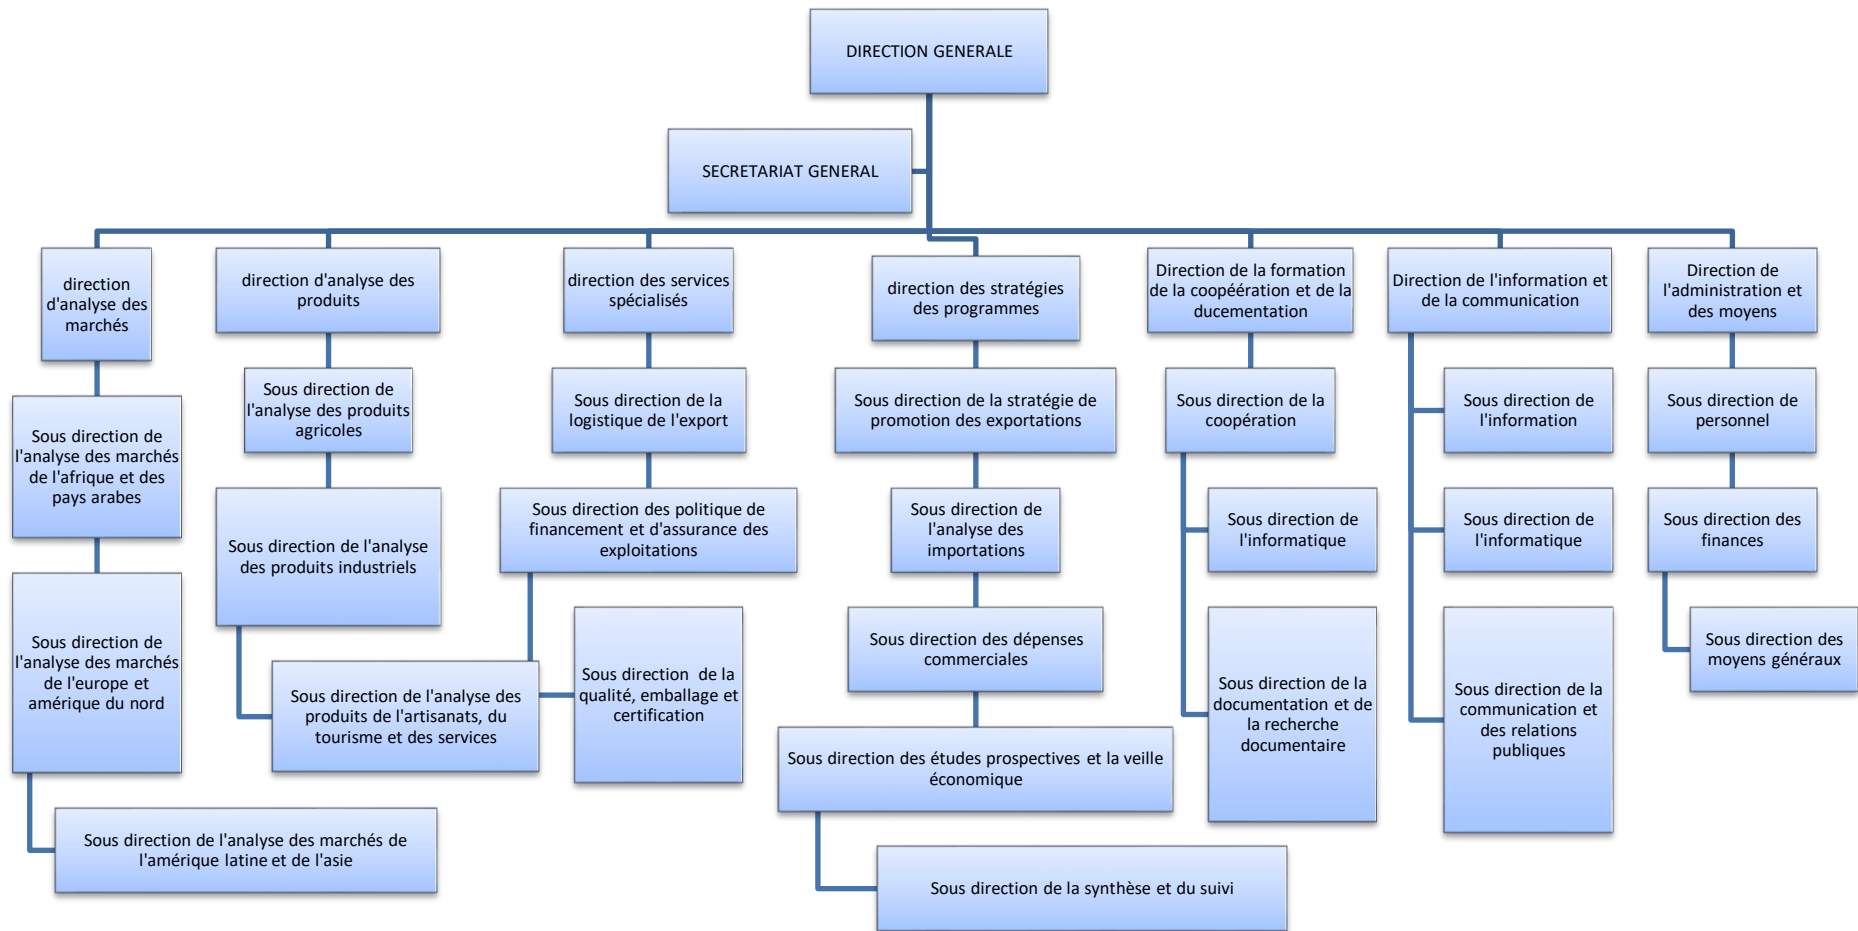 DIRECTION GENERALE
SECRETARIAT GENERAL
direction
d'analyse des
marchés
direction d'analyse des
produits
direction des services
spécialisés
direction des stratégies
des programmes
Direction de la formation
de la coopéération et de la
ducementation
Direction de l'information et
de la communication
Direction de
l'administration et
des moyens
Sous direction de
l'analyse des marchés
de l'afrique et des
pays arabes
Sous direction de
l'analyse des marchés
de l'europe et
amérique du nord
Sous direction de l'analyse des marchés de
l'amérique latine et de l'asie
Sous direction de
l'analyse des produits
agricoles
Sous direction de l'analyse
des produits industriels
Sous direction de l'analyse des
produits de l'artisanats, du
tourisme et des services
Sous direction de la
logistique de l'export
Sous direction des politique de
financement et d'assurance des
exploitations
Sous direction  de la
qualité, emballage et
certification
Sous direction de la stratégie de
promotion des exportations
Sous direction de
l'analyse des
importations
Sous direction des dépenses
commerciales
Sous direction des études prospectives et la veille
économique
Sous direction de la synthèse et du suivi
Sous direction de la
coopération
Sous direction de
l'informatique
Sous direction de la
documentation et de
la recherche
documentaire
Sous direction de
l'information
Sous direction de
l'informatique
Sous direction de la
communication et
des relations
publiques
Sous direction de
personnel
Sous direction des
finances
Sous direction des
moyens généraux